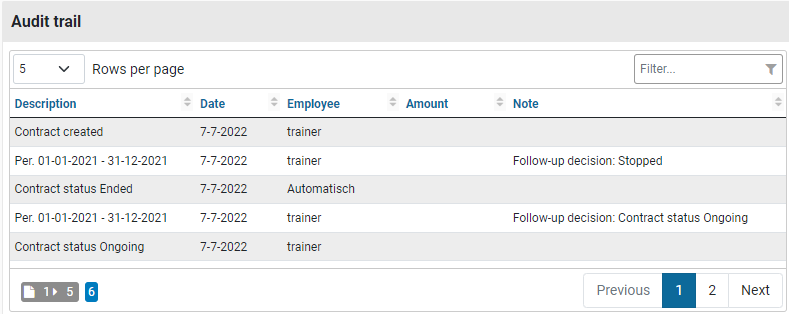 Audit trail
5 Rows per page Filter...
Description Date Employee Amount Note
Contract created 7-7-2022 trainer
Per. 01-01-2021 - 31-12-2021 7-7-2022 trainer Follow-up decision: Stopped
Contract status Ended 7-7-2022 Automatisch
Per. 01-01-2021 - 31-12-2021 7-7-2022 trainer Follow-up decision: Contract status Ongoing
Contract status Ongoing 7-7-2022 trainer
1 5 6 Previous 1 2 Next